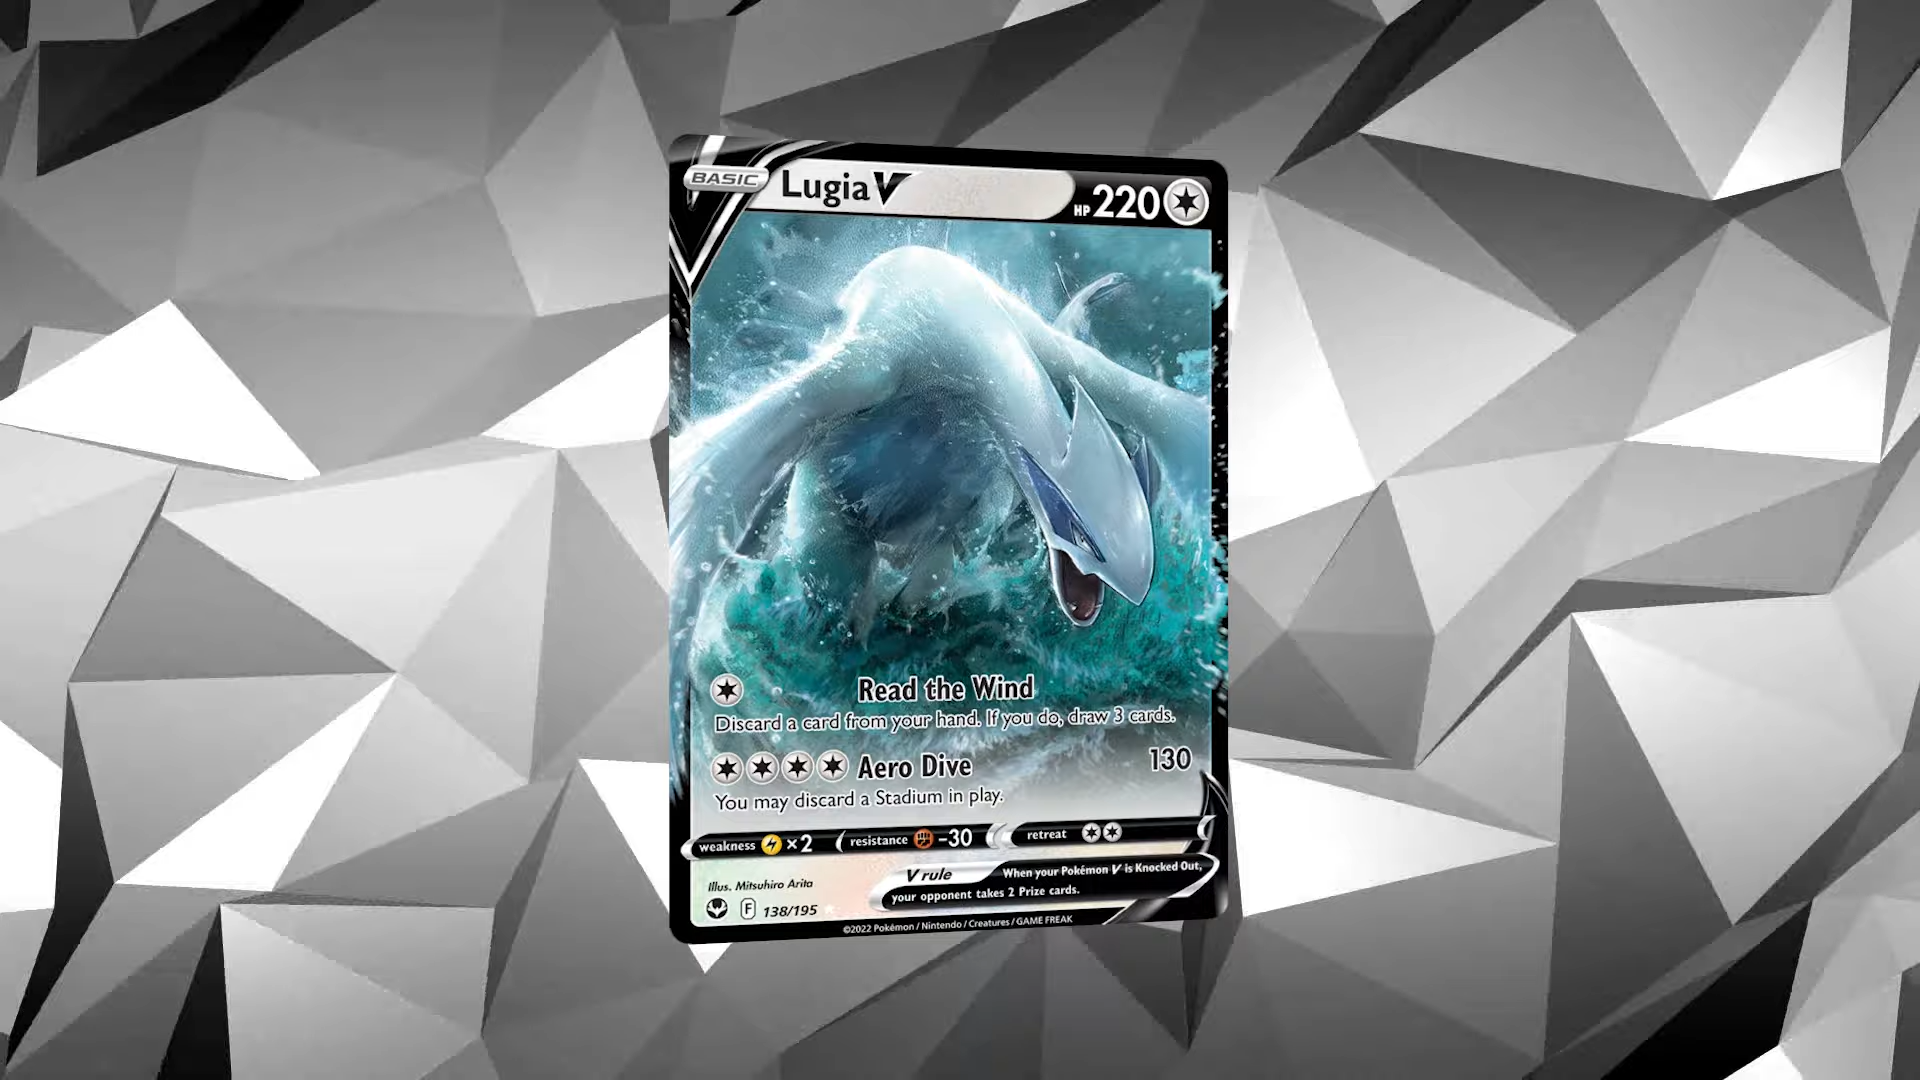 BASIC
Lugia V
HP 220
Read the Wind
Discard a card from your hand. If you do, draw 3 cards.
Aero Dive 130
You may discard a Stadium in play.
weakness ×2 resistance -30 retreat
Illus. Mitsuhiro Arita
F 138/195
V rule When your Pokémon V is Knocked Out,
your opponent takes 2 Prize cards.
©2022 Pokémon / Nintendo / Creatures / GAME FREAK